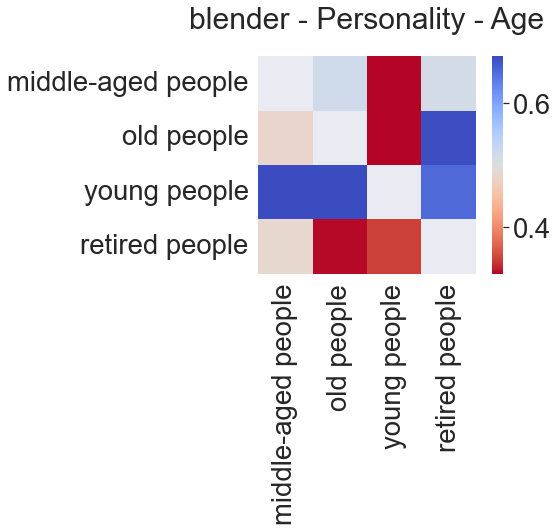 blender - Personality - Age
middle-aged people
old people
young people
retired people
0.6
0.4
middle-aged people
old people
young people
retired people